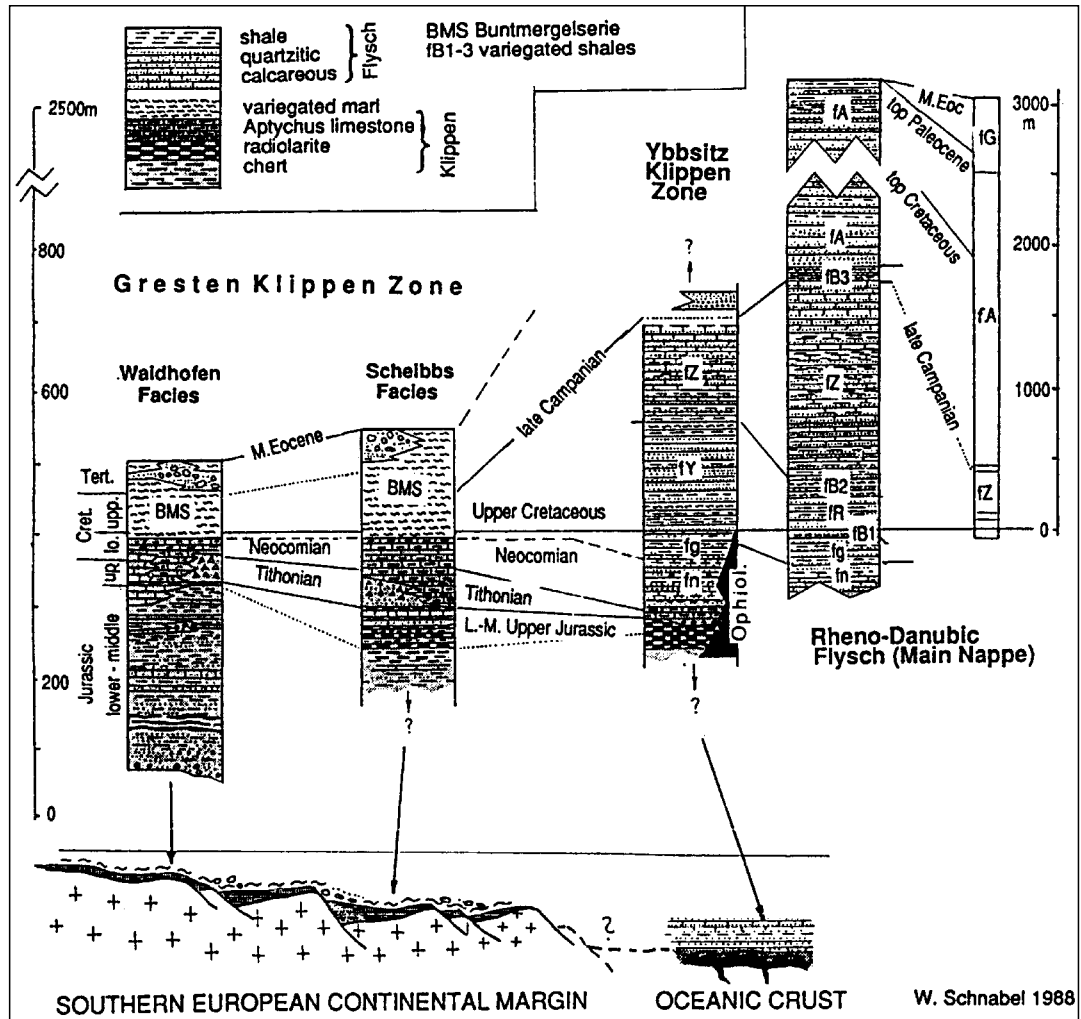 shale
quartzitic
calcareous
Flysch
variegated marl
Aptychus limestone
radiolarite
chert
Klippen
BMS Buntmergelserie
fB1-3 variegated shales
2500m
800
600
200
0
Gresten Klippen Zone
Waldhofen
Facies
Scheibbs
Facies
Ybbsitz
Klippen
Zone
?
M.Eocene
late Campanian
Tert.
Cret.
upp.
lo.
Jurassic
lower - middle
up.
BMS
BMS
Upper Cretaceous
Neocomian
Neocomian
Tithonian
Tithonian
L.-M. Upper Jurassic
fZ
fY
fg
fn
Ophiol.
?
?
fA
fA
fB3
fZ
fB2
fR
fB1
fg
fn
Rheno-Danubic
Flysch (Main Nappe)
M.Eoc
top Paleocene
top Cretaceous
late Campanian
fG
fA
fZ
3000
m
2000
1000
0
?
SOUTHERN EUROPEAN CONTINENTAL MARGIN
OCEANIC CRUST
W. Schnabel 1988